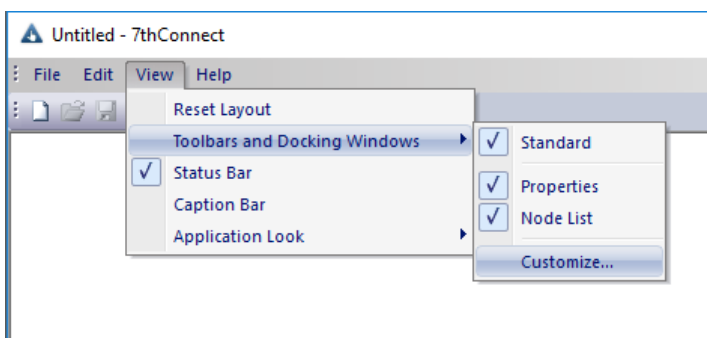 Untitled - 7thConnect
File Edit View Help
Reset Layout
Toolbars and Docking Windows
Standard
Status Bar
Properties
Caption Bar
Node List
Application Look
Customize...